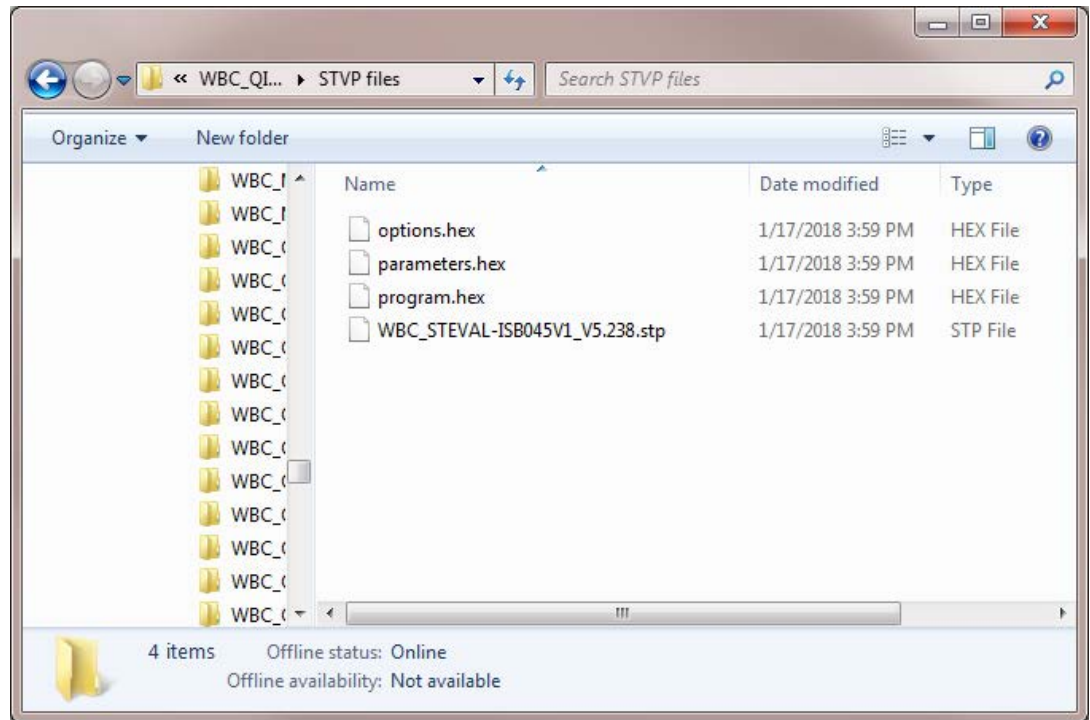 « WBC_QI... ▸ STVP files
Search STVP files
Organize
New folder
WBC_
WBC_
WBC_
WBC_
WBC_
WBC_
WBC_
WBC_
WBC_
WBC_
WBC_
WBC_
WBC_
WBC_
Name Date modified Type
options.hex 1/17/2018 3:59 PM HEX File
parameters.hex 1/17/2018 3:59 PM HEX File
program.hex 1/17/2018 3:59 PM HEX File
WBC_STEVAL-ISB045V1_V5.238.stp 1/17/2018 3:59 PM STP File
4 items Offline status: Online
Offline availability: Not available